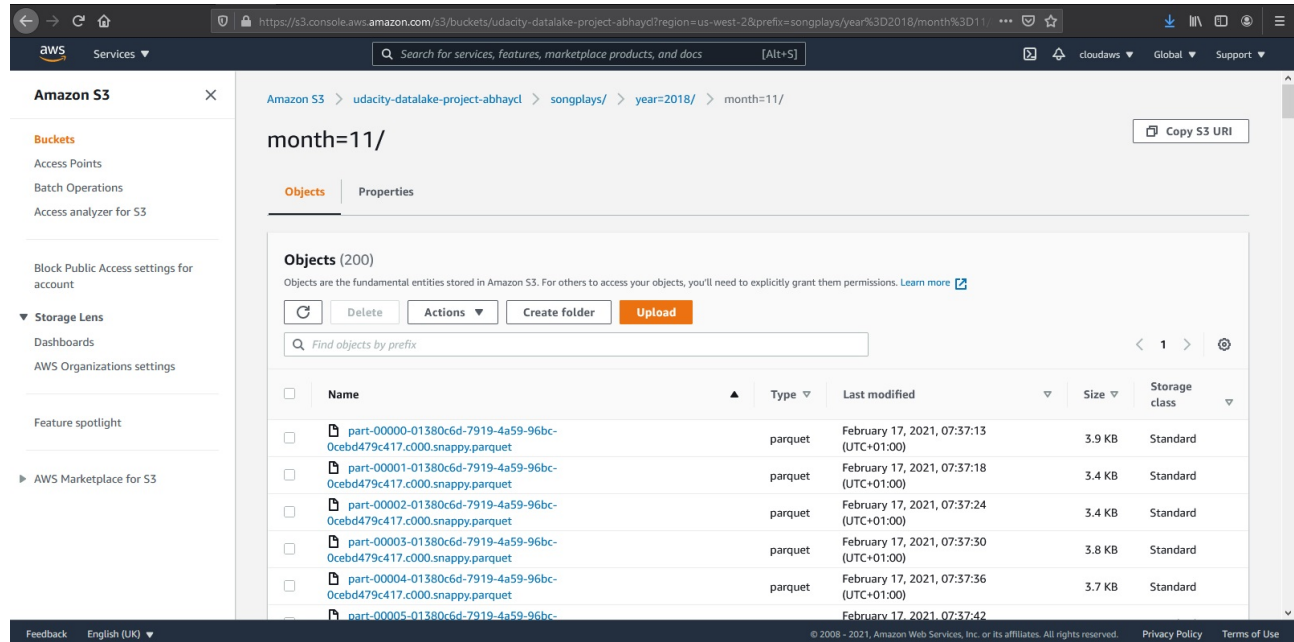 https://s3.console.aws.amazon.com/s3/buckets/udacity-datalake-project-abhaycl?region=us-west-2&prefix=songplays/year%3D2018/month%3D11/
aws Services ▼ Search for services, features, marketplace products, and docs [Alt+S] cloudaws ▼ Global ▼ Support ▼
Amazon S3
Buckets
Access Points
Batch Operations
Access analyzer for S3
Block Public Access settings for
account
▼ Storage Lens
Dashboards
AWS Organizations settings
Feature spotlight
▶ AWS Marketplace for S3
Amazon S3 > udacity-datalake-project-abhaycl > songplays/ > year=2018/ > month=11/
month=11/
Copy S3 URI
Objects Properties
Objects (200)
Objects are the fundamental entities stored in Amazon S3. For others to access your objects, you'll need to explicitly grant them permissions. Learn more
Delete Actions ▼ Create folder Upload
Find objects by prefix
< 1 >
Name ▲ Type Last modified Size Storage
class
part-00000-01380c6d-7919-4a59-96bc-
0cebd479c417.c000.snappy.parquet
parquet
February 17, 2021, 07:37:13
(UTC+01:00)
3.9 KB Standard
part-00001-01380c6d-7919-4a59-96bc-
0cebd479c417.c000.snappy.parquet
parquet
February 17, 2021, 07:37:18
(UTC+01:00)
3.4 KB Standard
part-00002-01380c6d-7919-4a59-96bc-
0cebd479c417.c000.snappy.parquet
parquet
February 17, 2021, 07:37:24
(UTC+01:00)
3.4 KB Standard
part-00003-01380c6d-7919-4a59-96bc-
0cebd479c417.c000.snappy.parquet
parquet
February 17, 2021, 07:37:30
(UTC+01:00)
3.8 KB Standard
part-00004-01380c6d-7919-4a59-96bc-
0cebd479c417.c000.snappy.parquet
parquet
February 17, 2021, 07:37:36
(UTC+01:00)
3.7 KB Standard
part-00005-01380c6d-7919-4a59-96bc-
February 17, 2021, 07:37:42
Feedback English (UK) ▼ © 2008 - 2021, Amazon Web Services, Inc. or its affiliates. All rights reserved. Privacy Policy Terms of Use